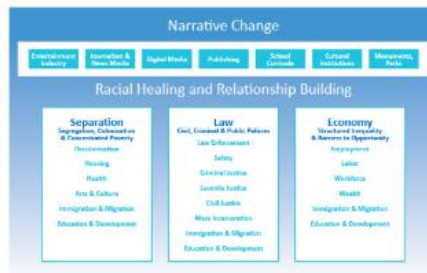 Narrative Change
Entertainment
Industry
Journalism &
News Media
Digital Media
Publishing
School
Curricula
Cultural
Institutions
Monuments,
Parks
Racial Healing and Relationship Building
Separation
Segregation, Colonization
& Concentrated Poverty
Decolonization
Housing
Health
Arts & Culture
Immigration & Migration
Education & Development
Law
Civil, Criminal & Public Policies
Law Enforcement
Safety
Criminal Justice
Juvenile Justice
Civil Justice
Mass Incarceration
Immigration & Migration
Education & Development
Economy
Structured Inequality
& Barriers to Opportunity
Employment
Labor
Workforce
Wealth
Immigration & Migration
Education & Development